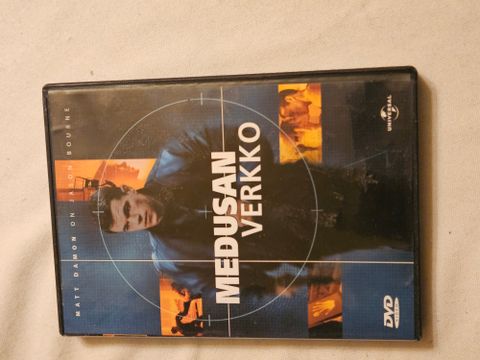 MATT DAMON ON JASON BOURNE
MEDUSAN
VERKKO
UNIVERSAL
DVD